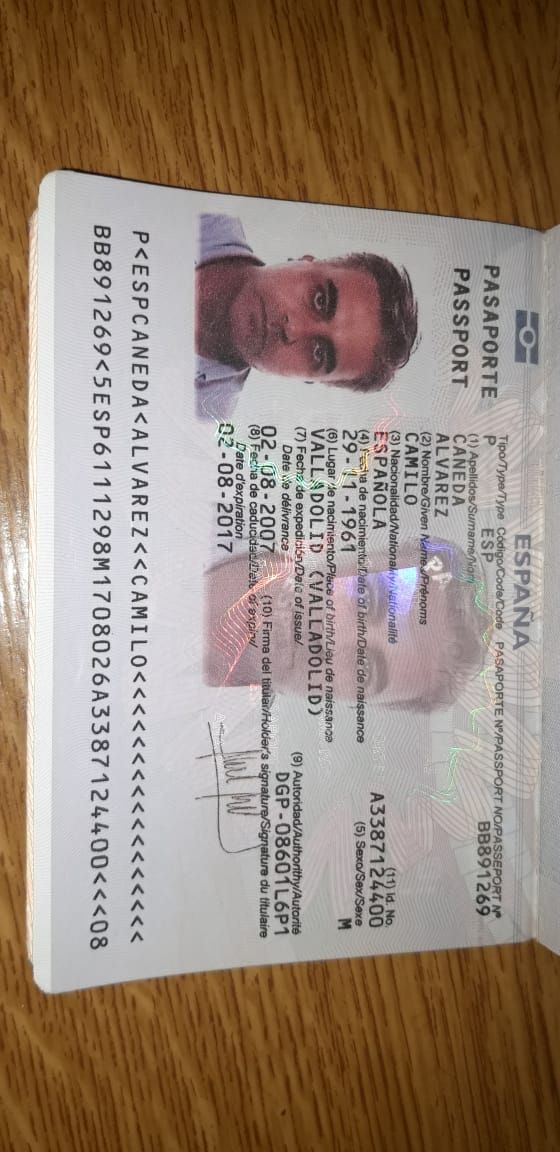 ESPAÑA
PASAPORTE
PASSPORT
Tipo/Type/Type Código/Code/Code PASAPORTE Nº/PASSPORT NO/PASSEPORT Nº
P ESP BB891269
(1) Apellidos/Surname/Nom
CANEDA
ALVAREZ
(2) Nombre/Given Names/Prénoms
CAMILO
(3) Nacionalidad/Nationality/Nationalité
ESPAÑOLA
(11) Id. No.
A3387124400
(4) Fecha de nacimiento/Date of birth/Date de naissance
(5) Sexo/Sex/Sexe
29-11-1961 M
(6) Lugar de nacimiento/Place of birth/Lieu de naissance
VALLADOLID (VALLADOLID)
(7) Fecha de expedición/Date of issue/
Date de délivrance
(9) Autoridad/Authorithy/Autorité
02-08-2007 DGP-08601L6P1
(8) Fecha de caducidad/Date of expiry/
Date d'expiration
(10) Firma del titular/Holder's signature/Signature du titulaire
02-08-2017
P<ESPCANEDA<ALVAREZ<<CAMILO<<<<<<<<<<<<<<<<<
BB891269<5ESP6111298M1708026A3387124400<<<08